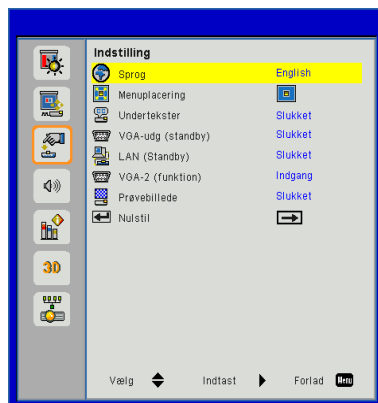 Indstilling
Sprog English
Menuplacering
Undertekster Slukket
VGA-udg (standby) Slukket
LAN (Standby) Slukket
VGA-2 (funktion) Indgang
Prøvebillede Slukket
Nulstil
3D
Vælg Indtast Forlad Menu